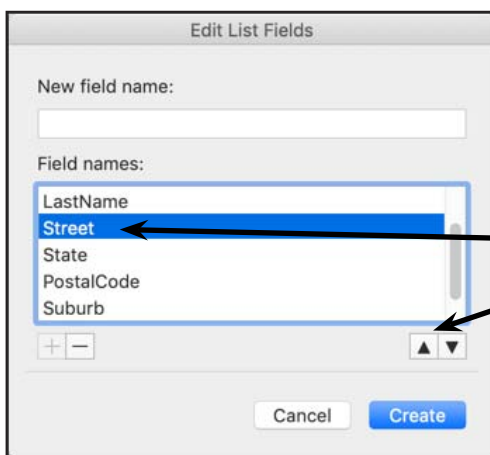 Edit List Fields
New field name:
Field names:
LastName
Street
State
PostalCode
Suburb
Cancel Create